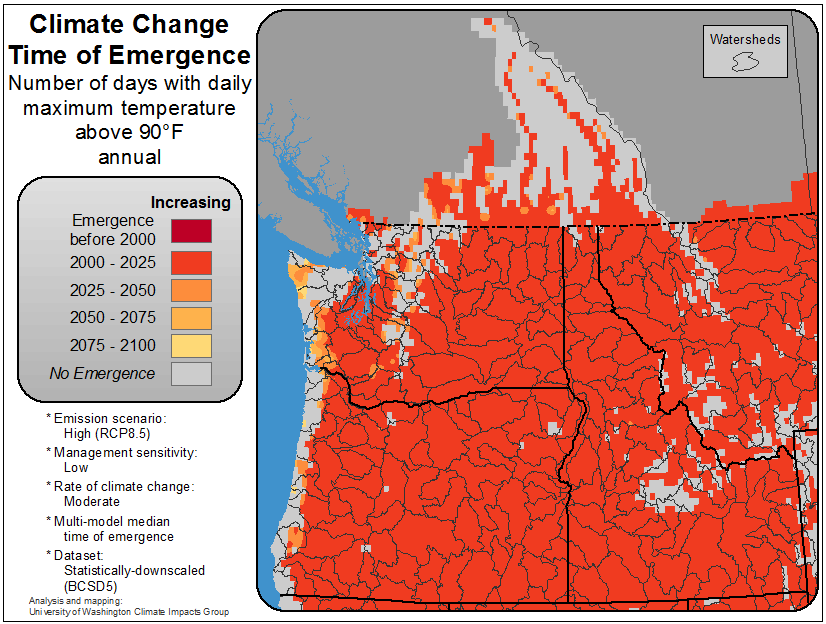 Climate Change
Time of Emergence
Number of days with daily
maximum temperature
above 90°F
annual
Increasing
Emergence
before 2000
2000 - 2025
2025 - 2050
2050 - 2075
2075 - 2100
No Emergence
* Emission scenario:
High (RCP8.5)
* Management sensitivity:
Low
* Rate of climate change:
Moderate
* Multi-model median
time of emergence
* Dataset:
Statistically-downscaled
(BCSD5)
Analysis and mapping:
University of Washington Climate Impacts Group
Watersheds